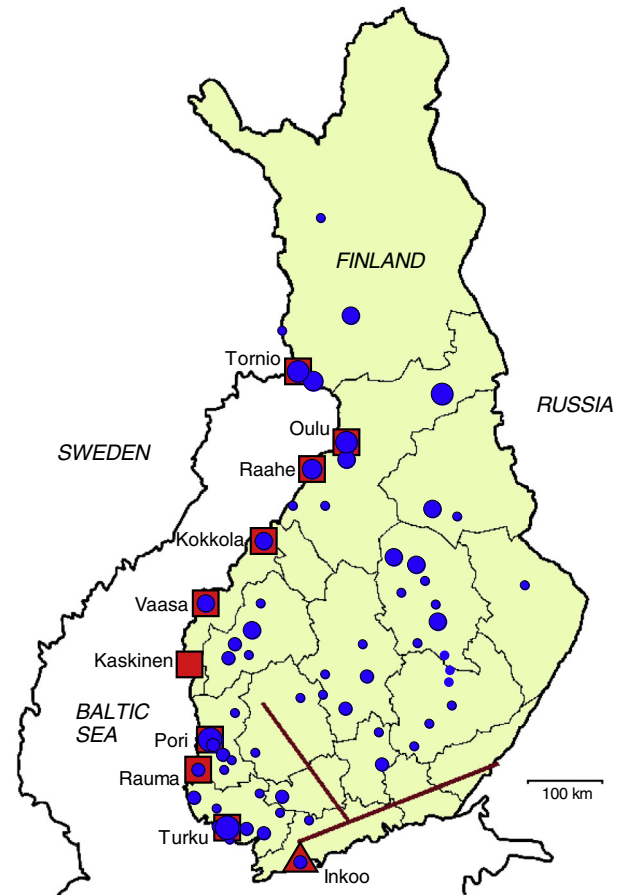 FINLAND
Tornio
RUSSIA
Oulu
SWEDEN
Raahe
Kokkola
Vaasa
Kaskinen
BALTIC
SEA
Pori
Rauma
100 km
Turku
Inkoo